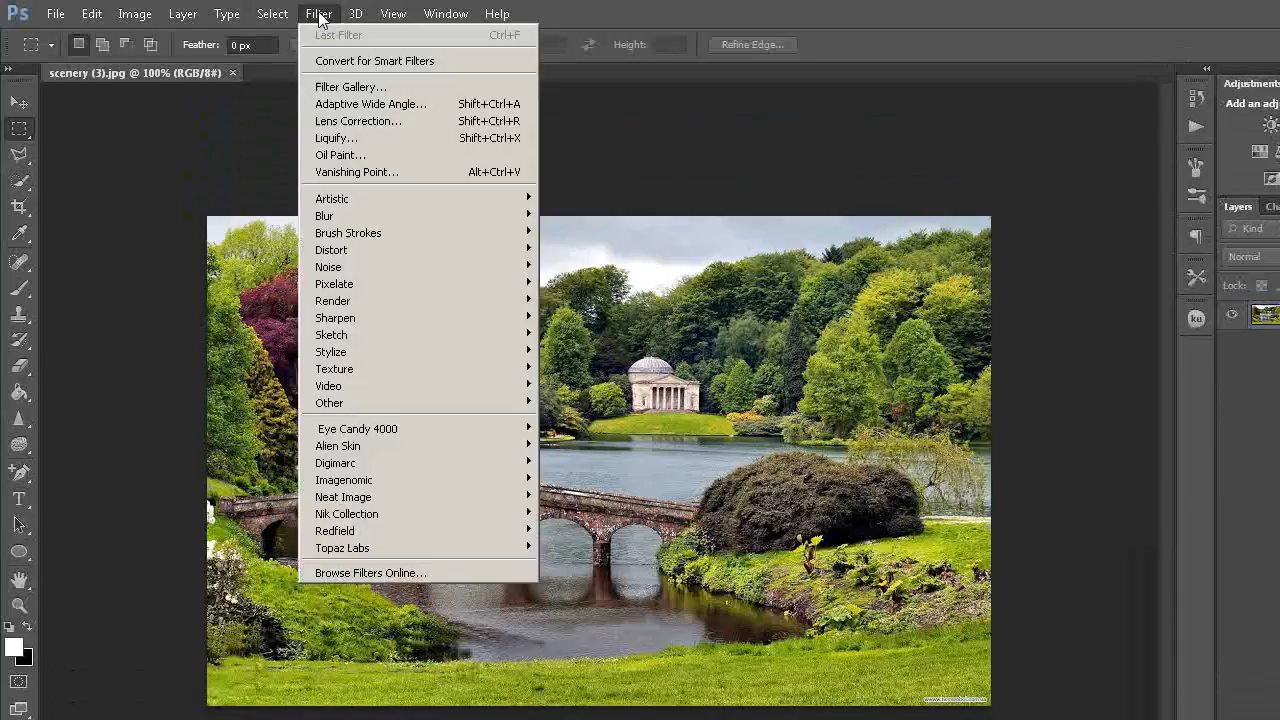 Ps File Edit Image Layer Type Select Filter 3D View Window Help
Feather: 0 px Height: Refine Edge...
scenery (3).jpg @ 100% (RGB/8#) ×
Last Filter Ctrl+F
Convert for Smart Filters
Filter Gallery...
Adaptive Wide Angle... Shift+Ctrl+A
Lens Correction... Shift+Ctrl+R
Liquify... Shift+Ctrl+X
Oil Paint...
Vanishing Point... Alt+Ctrl+V
Artistic
Blur
Brush Strokes
Distort
Noise
Pixelate
Render
Sharpen
Sketch
Stylize
Texture
Video
Other
Eye Candy 4000
Alien Skin
Digimarc
Imagenomic
Neat Image
Nik Collection
Redfield
Topaz Labs
Browse Filters Online...
Adjustments
Add an adj
Layers Cha
Kind
Normal
Lock:
ku